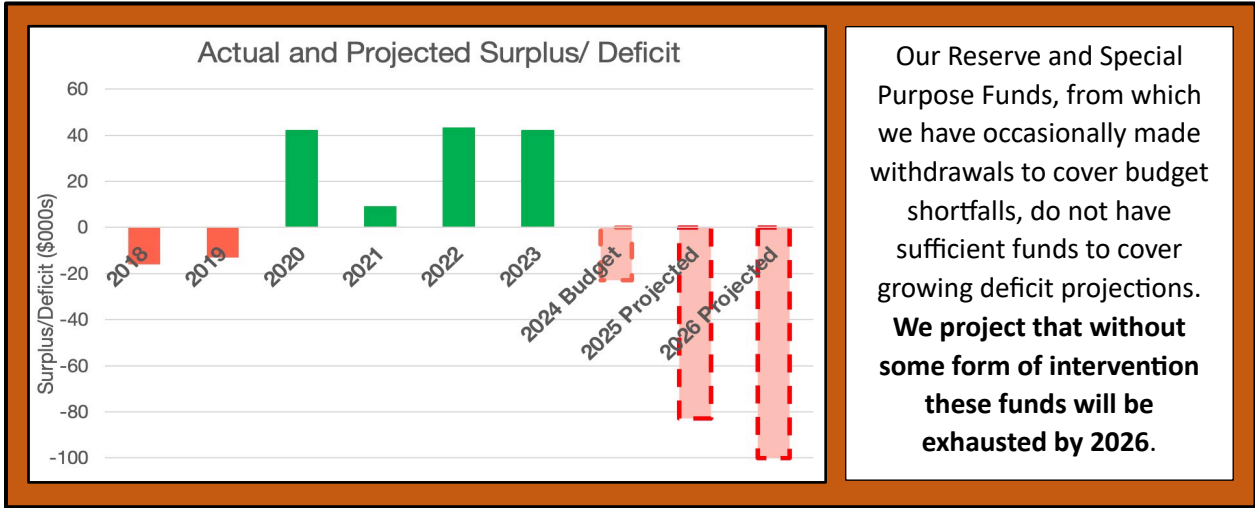 Actual and Projected Surplus/ Deficit
Surplus/Deficit ($000s)
60
40
20
0
-20
-40
-60
-80
-100
2018
2019
2020
2021
2022
2023
2024 Budget
2025 Projected
2026 Projected
Our Reserve and Special
Purpose Funds, from which
we have occasionally made
withdrawals to cover budget
shortfalls, do not have
sufficient funds to cover
growing deficit projections.
We project that without
some form of intervention
these funds will be
exhausted by 2026.